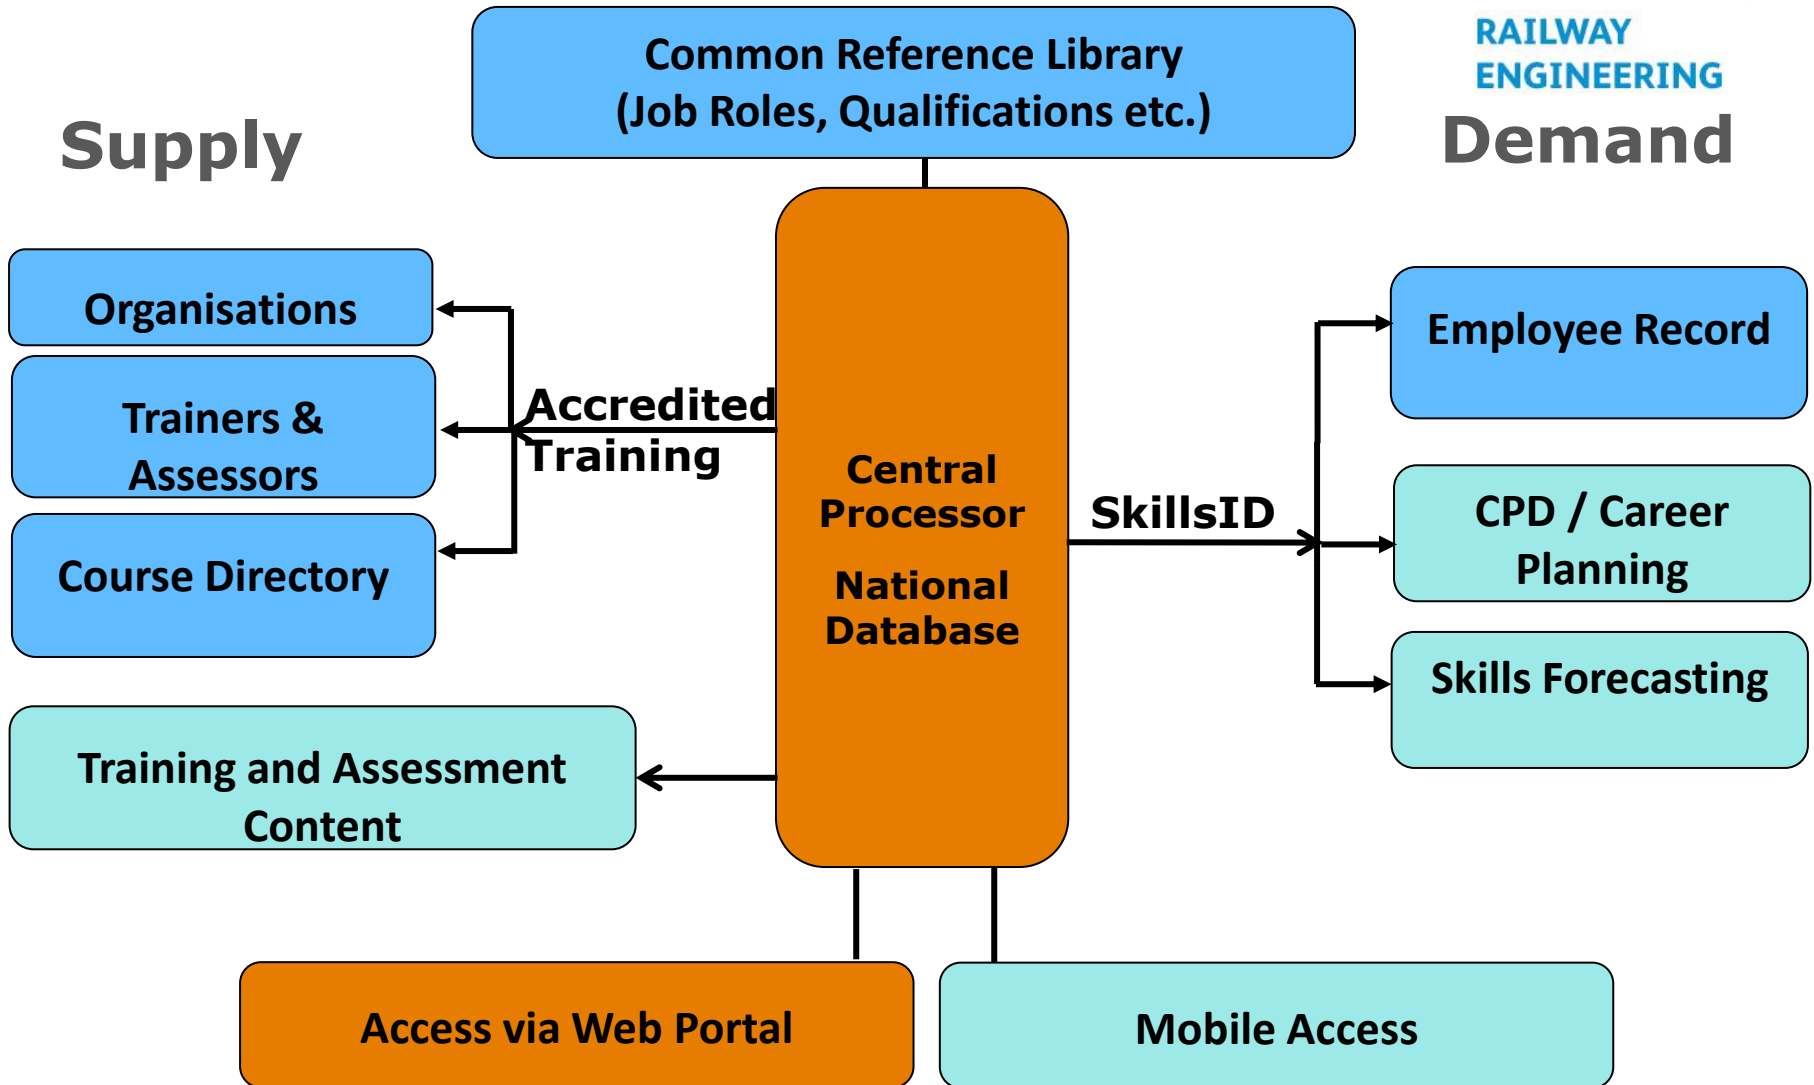 Common Reference Library
(Job Roles, Qualifications etc.)
RAILWAY
ENGINEERING
Supply
Demand
Organisations
Trainers &
Assessors
Course Directory
Accredited
Training
Training and Assessment
Content
Central
Processor
National
Database
SkillsID
Employee Record
CPD / Career
Planning
Skills Forecasting
Access via Web Portal
Mobile Access